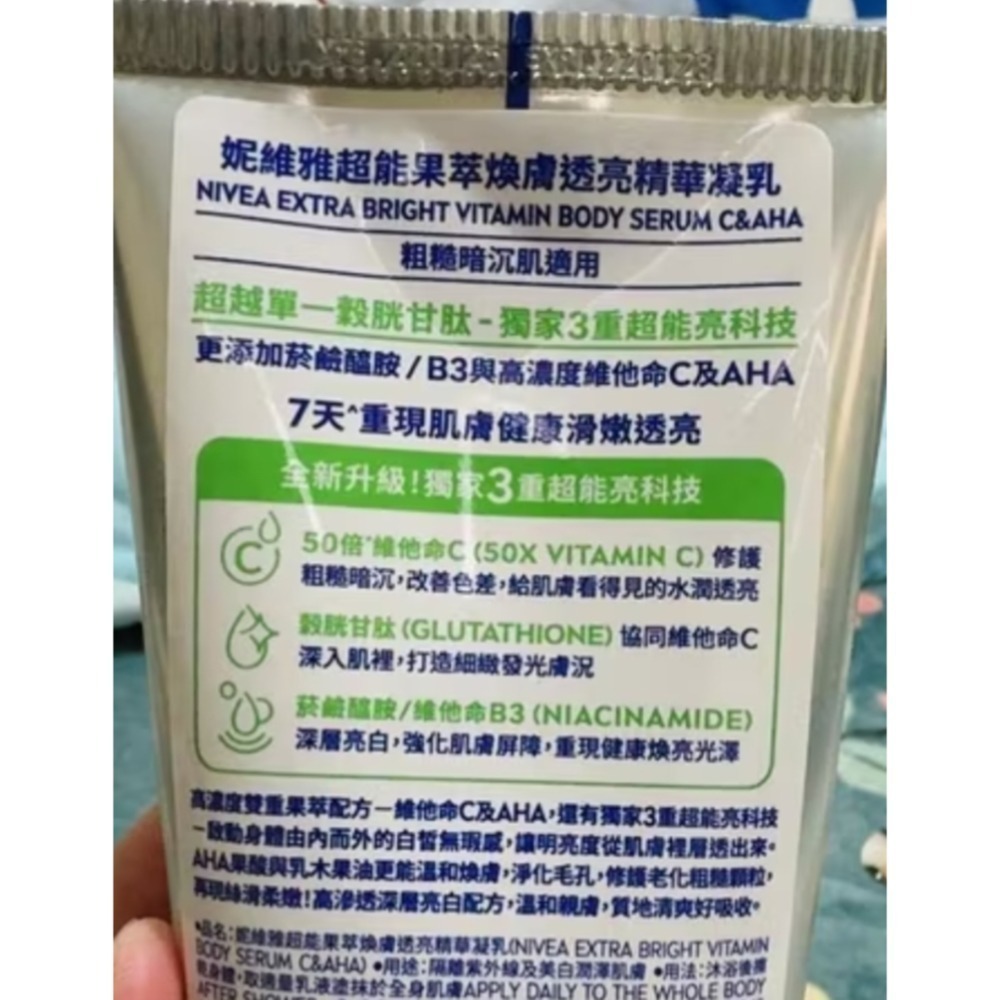 妮維雅超能果萃煥膚透亮精華凝乳
NIVEA EXTRA BRIGHT VITAMIN BODY SERUM C&AHA
粗糙暗沉肌適用
超越單一穀胱甘肽-獨家3重超能亮科技
更添加菸鹼醯胺/B3與高濃度維他命C及AHA
7天^重現肌膚健康滑嫩透亮
全新升級!獨家3重超能亮科技
C
50倍*維他命C (50X VITAMIN C) 修護
粗糙暗沉,改善色差,給肌膚看得見的水潤透亮
穀胱甘肽 (GLUTATHIONE) 協同維他命C
深入肌裡,打造細緻發光膚況
菸鹼醯胺/維他命B3 (NIACINAMIDE)
深層亮白,強化肌膚屏障,重現健康煥亮光澤
高濃度雙重果萃配方—維他命C及AHA,還有獨家3重超能亮科技
—啟動身體由內而外的白皙無瑕感,讓明亮度從肌膚裡層透出來。
AHA果酸與乳木果油更能溫和煥膚,淨化毛孔,修護老化粗糙顆粒,
再現絲滑柔嫩!高滲透深層亮白配方,溫和親膚,質地清爽好吸收。
•品名:妮維雅超能果萃煥膚透亮精華凝乳(NIVEA EXTRA BRIGHT VITAMIN
BODY SERUM C&AHA) •用途:隔離紫外線及美白潤澤肌膚 •用法:沐浴後擦
乾身體,取適量乳液塗抹於全身肌膚APPLY DAILY TO THE WHOLE BODY
AFTER SHOWER